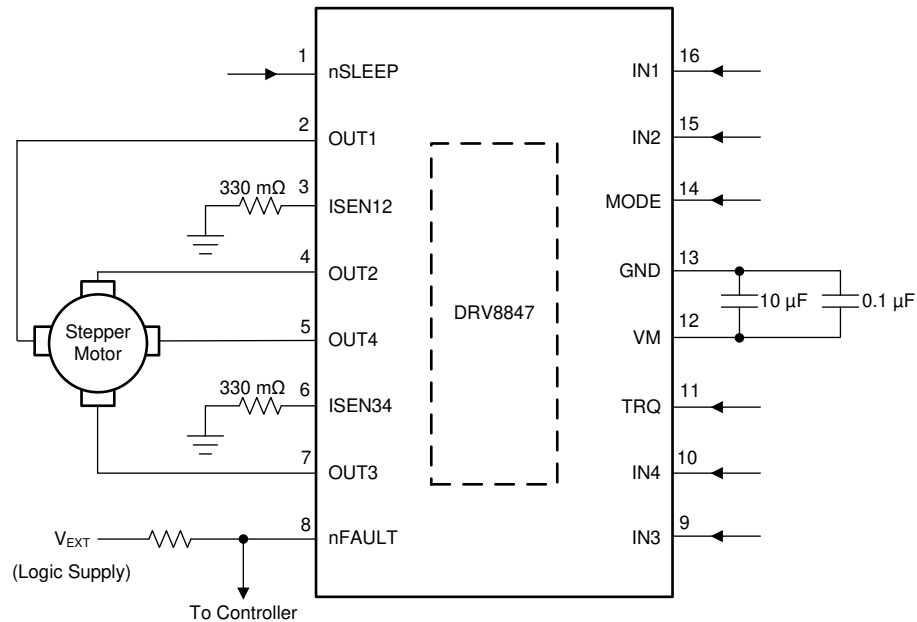 1
nSLEEP
2
OUT1
330 mΩ
3
ISEN12
4
OUT2
5
OUT4
330 mΩ
6
ISEN34
7
OUT3
8
nFAULT
Stepper
Motor
VEXT
(Logic Supply)
To Controller
DRV8847
16
IN1
15
IN2
14
MODE
13
GND
10 µF
0.1 µF
12
VM
11
TRQ
10
IN4
9
IN3